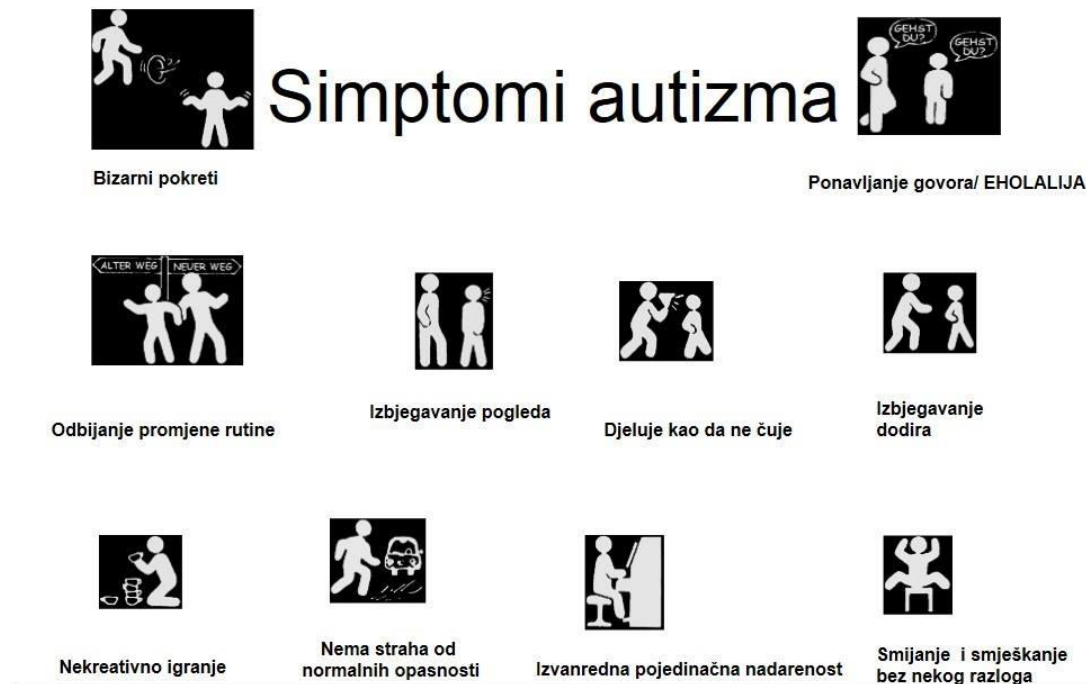 GEHST
DU?
GEHST
DU?
Simptomi autizma
Bizarni pokreti
Ponavljanje govora/ EHOLALIJA
ALTER WEG
NEUER WEG
Odbijanje promjene rutine
Izbjegavanje pogleda
Djeluje kao da ne čuje
Izbjegavanje
dodira
Nekreativno igranje
Nema straha od
normalnih opasnosti
Izvanredna pojedinačna nadarenost
Smijanje i smješkanje
bez nekog razloga